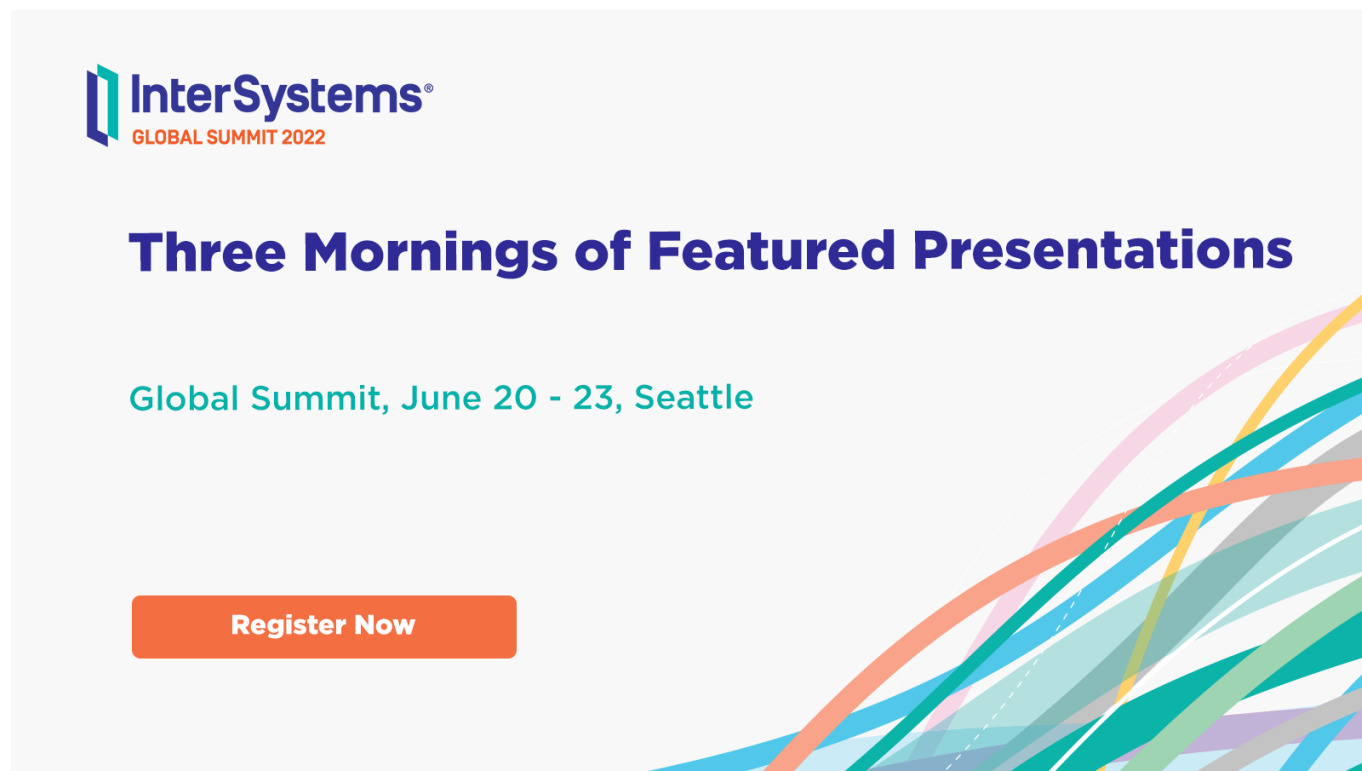 InterSystems®
GLOBAL SUMMIT 2022
Three Mornings of Featured Presentations
Global Summit, June 20 - 23, Seattle
Register Now